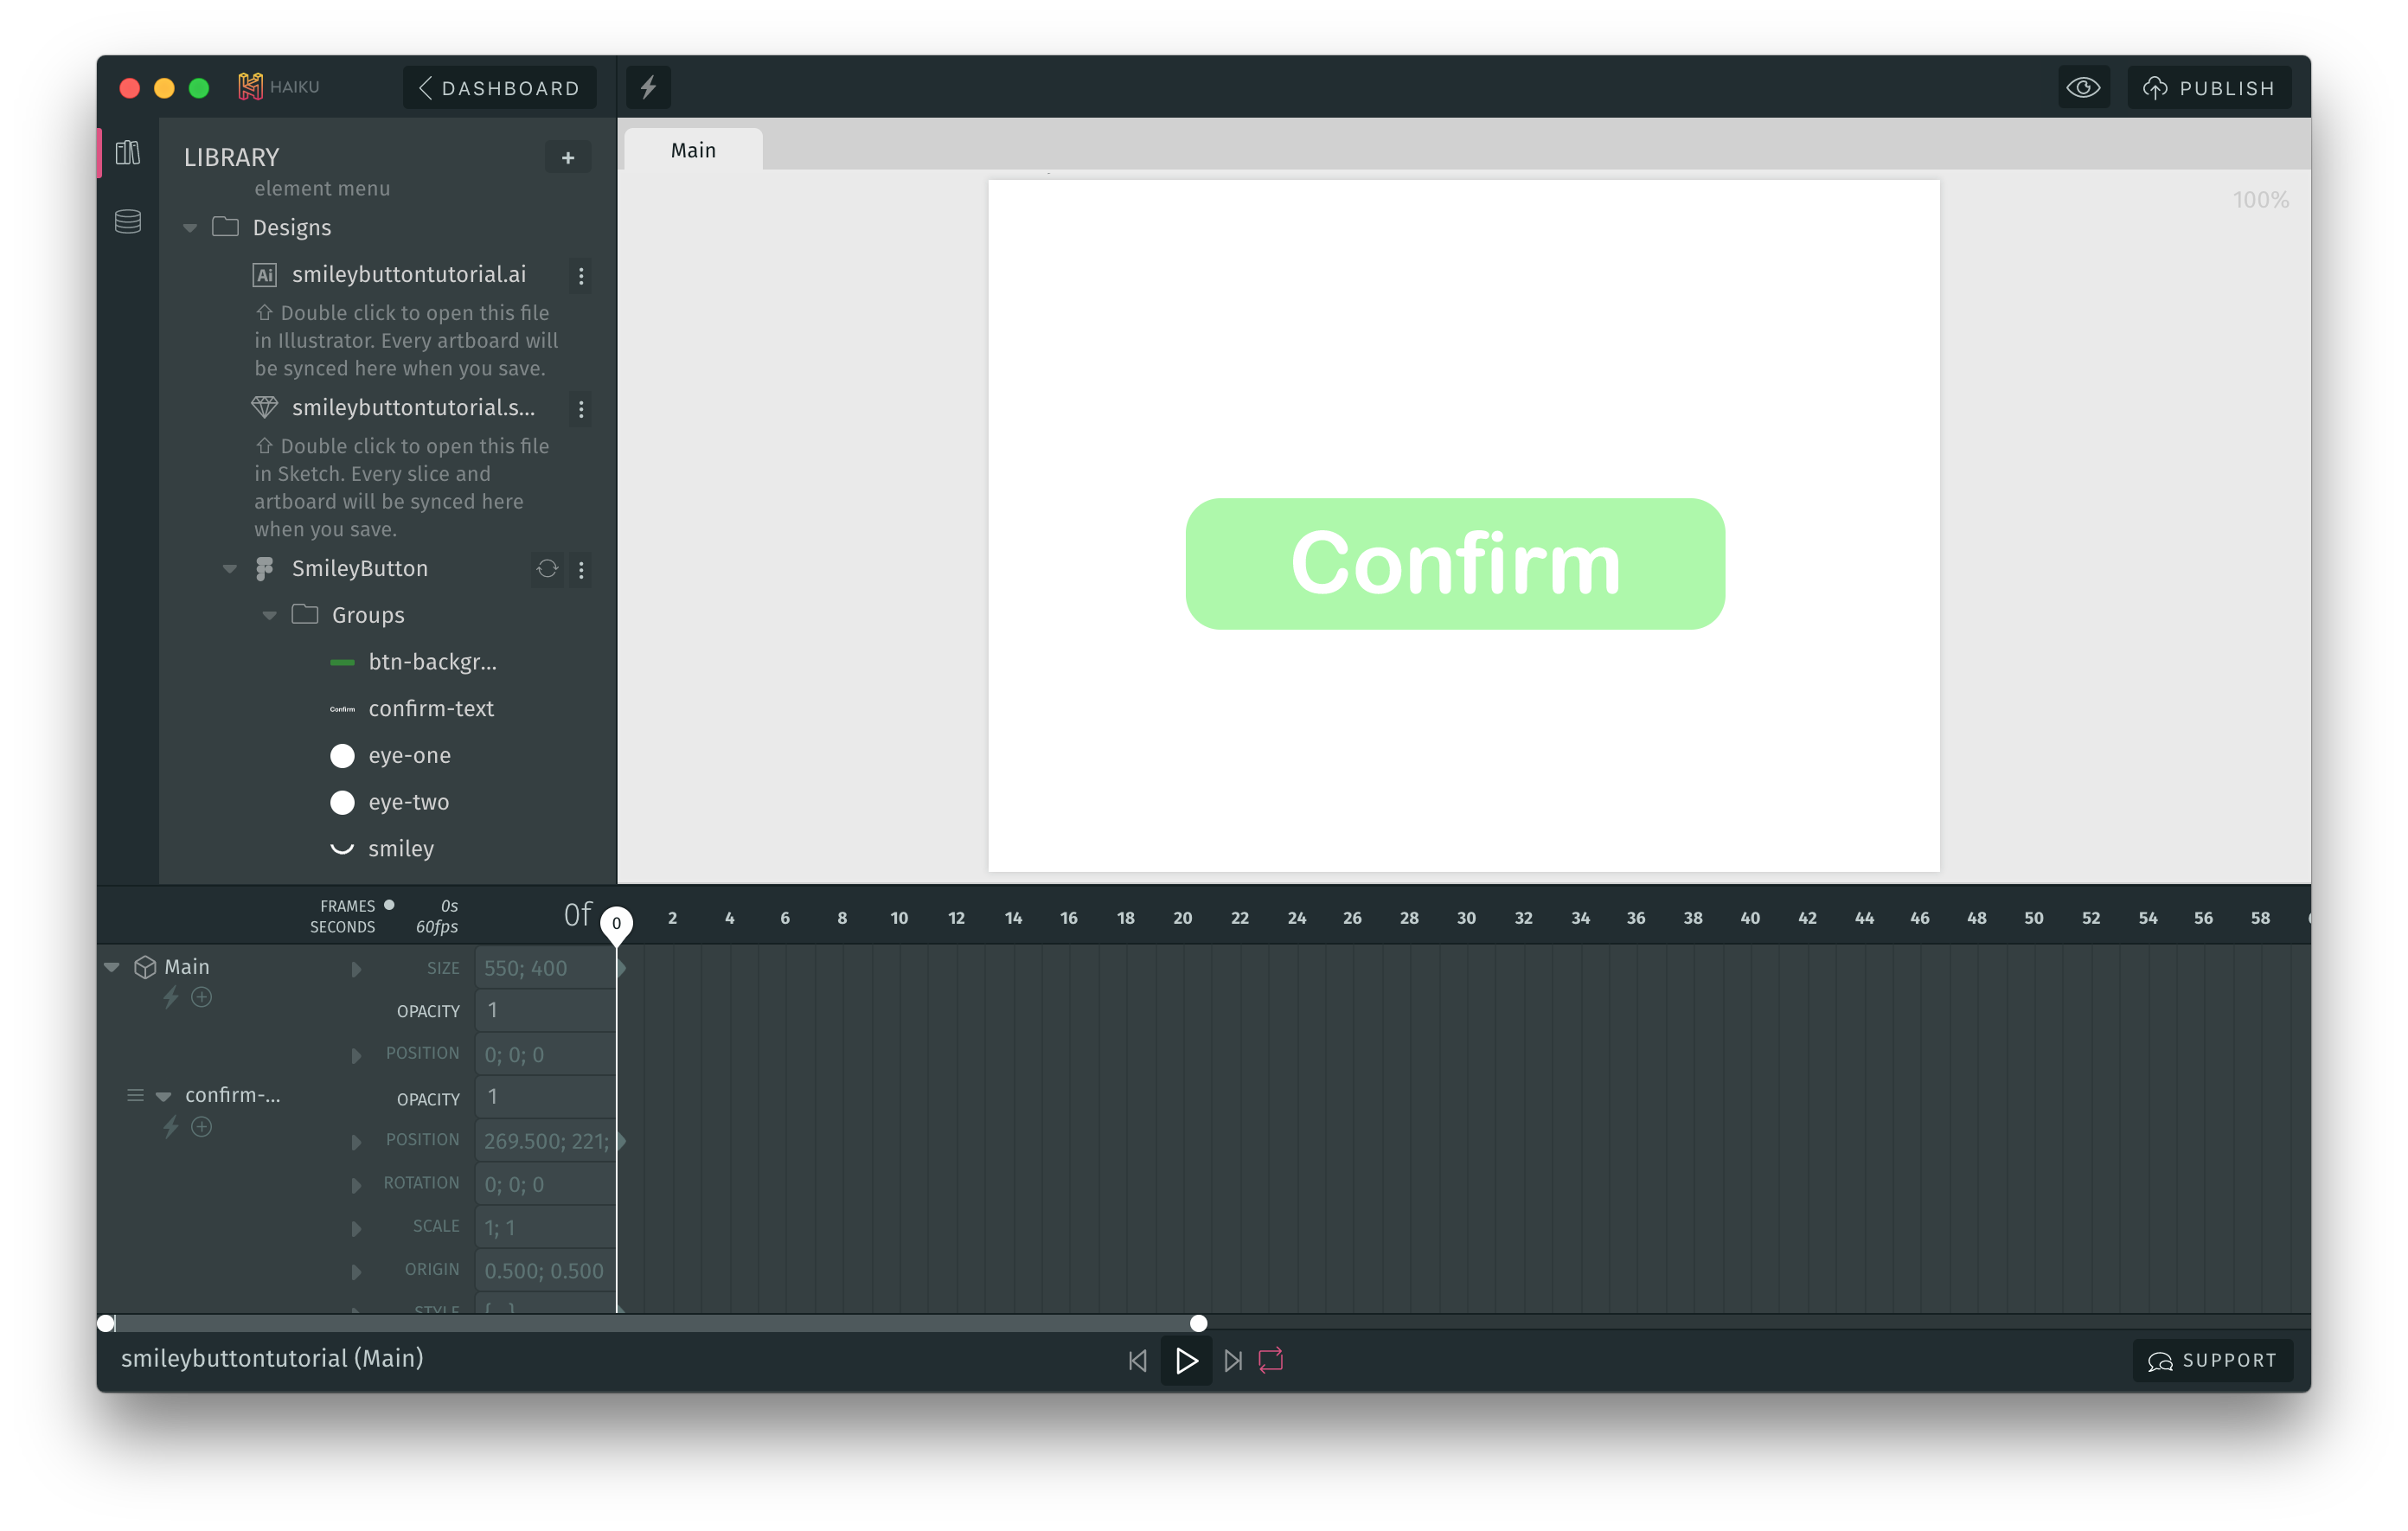 HAIKU
DASHBOARD
PUBLISH
LIBRARY
+
Main
100%
element menu
Designs
Ai smileybuttontutorial.ai
Double click to open this file
in Illustrator. Every artboard will
be synced here when you save.
smileybuttontutorial.s...
Double click to open this file
in Sketch. Every slice and
artboard will be synced here
when you save.
SmileyButton
Groups
btn-backgr...
Confirm confirm-text
eye-one
eye-two
smiley
Confirm
FRAMES 0s
SECONDS 60fps
0f
0 2 4 6 8 10 12 14 16 18 20 22 24 26 28 30 32 34 36 38 40 42 44 46 48 50 52 54 56 58
Main SIZE 550; 400
OPACITY 1
POSITION 0; 0; 0
confirm-... OPACITY 1
POSITION 269.500; 221;
ROTATION 0; 0; 0
SCALE 1; 1
ORIGIN 0.500; 0.500
STYLE
smileybuttontutorial (Main)
SUPPORT